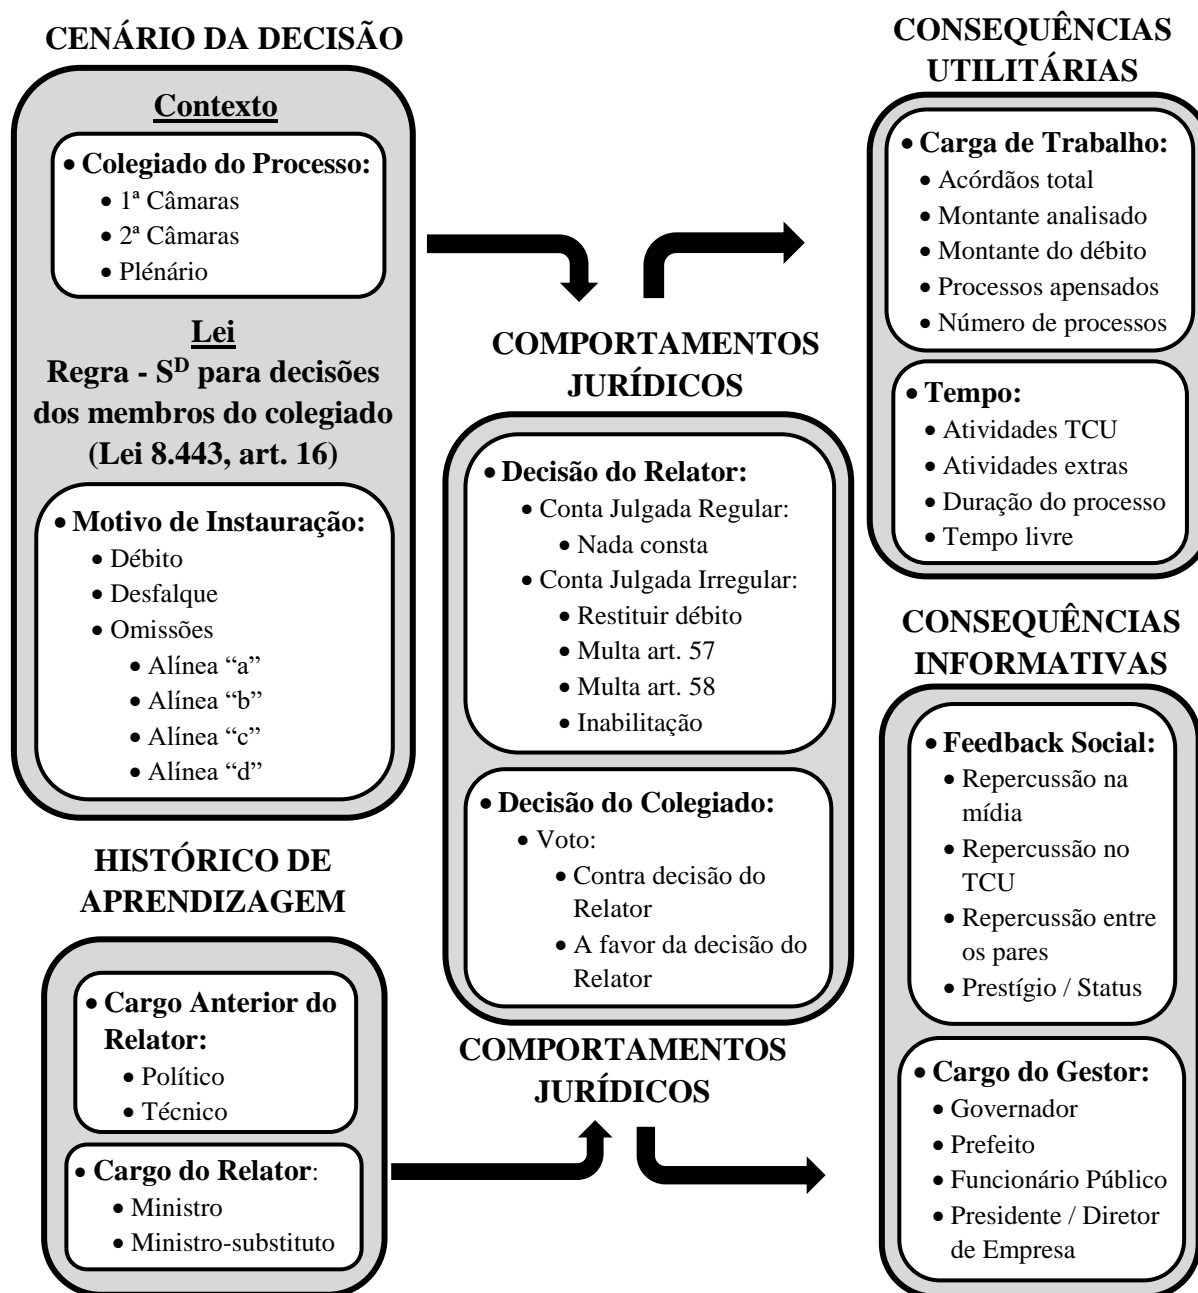 CENÁRIO DA DECISÃO
Contexto
• Colegiado do Processo:
• 1ª Câmaras
• 2ª Câmaras
• Plénário
Lei
Regra - Sᴰ para decisões
dos membros do colegiado
(Lei 8.443, art. 16)
• Motivo de Instauração:
• Débito
• Desfalque
• Omissões
• Alínea “a”
• Alínea “b”
• Alínea “c”
• Alínea “d”
HISTÓRICO DE
APRENDIZAGEM
• Cargo Anterior do
Relator:
• Político
• Técnico
• Cargo do Relator:
• Ministro
• Ministro-substituto
COMPORTAMENTOS
JURÍDICOS
• Decisão do Relator:
• Conta Julgada Regular:
• Nada consta
• Conta Julgada Irregular:
• Restituir débito
• Multa art. 57
• Multa art. 58
• Inabilitação
• Decisão do Colegiado:
• Voto:
• Contra decisão do
Relator
• A favor da decisão do
Relator
COMPORTAMENTOS
JURÍDICOS
CONSEQUÊNCIAS
UTILITÁRIAS
• Carga de Trabalho:
• Acórdãos total
• Montante analisado
• Montante do débito
• Processos apensados
• Número de processos
• Tempo:
• Atividades TCU
• Atividades extras
• Duração do processo
• Tempo livre
CONSEQUÊNCIAS
INFORMATIVAS
• Feedback Social:
• Repercussão na
mídia
• Repercussão no
TCU
• Repercussão entre
os pares
• Prestígio / Status
• Cargo do Gestor:
• Governador
• Prefeito
• Funcionário Público
• Presidente / Diretor
de Empresa